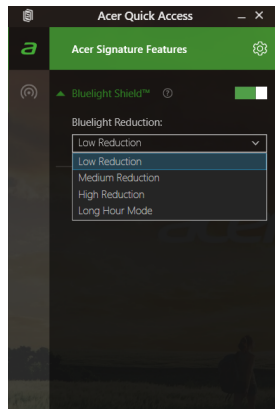 Acer Quick Access
Acer Signature Features
Bluelight Shield™
Bluelight Reduction:
Low Reduction
Low Reduction
Medium Reduction
High Reduction
Long Hour Mode